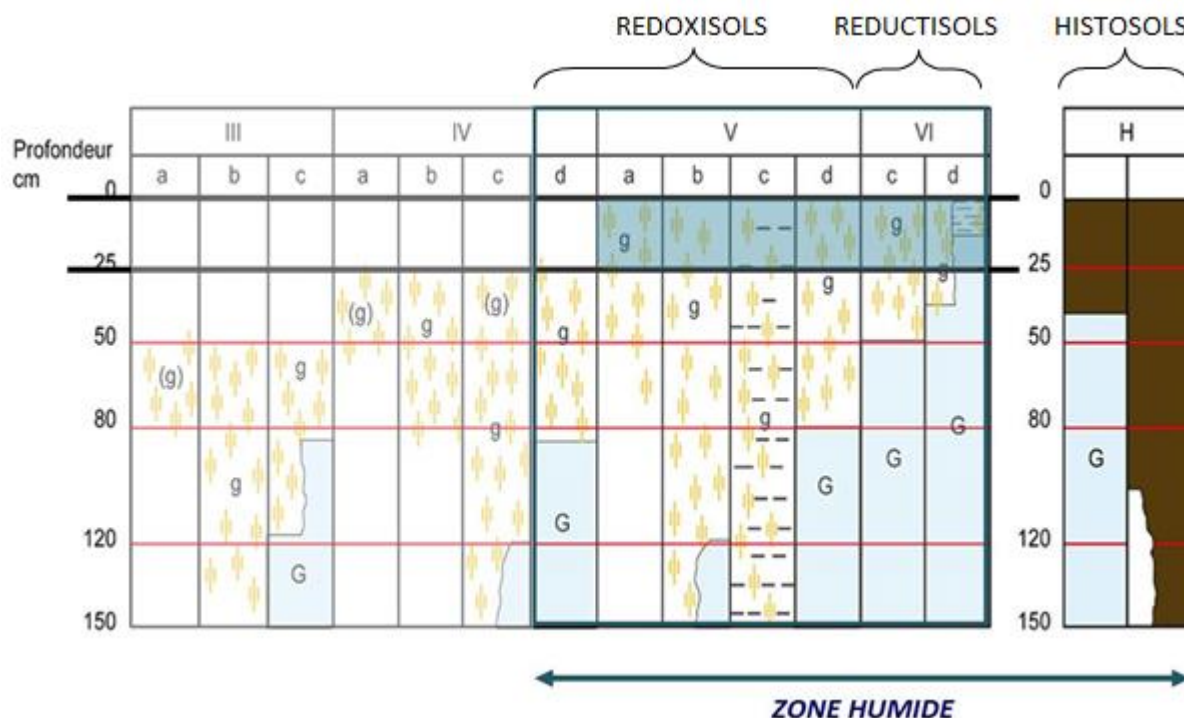 REDOXISOLS REDUCTISOLS HISTOSOLS
III IV V VI H
Profondeur
cm
a b c a b c d a b c d c d
0 0
g g
25 25
g
(g) g (g) g g g
50 50
(g) g
80 80
g g G
g G G G
G
120 120
G
150 150
ZONE HUMIDE